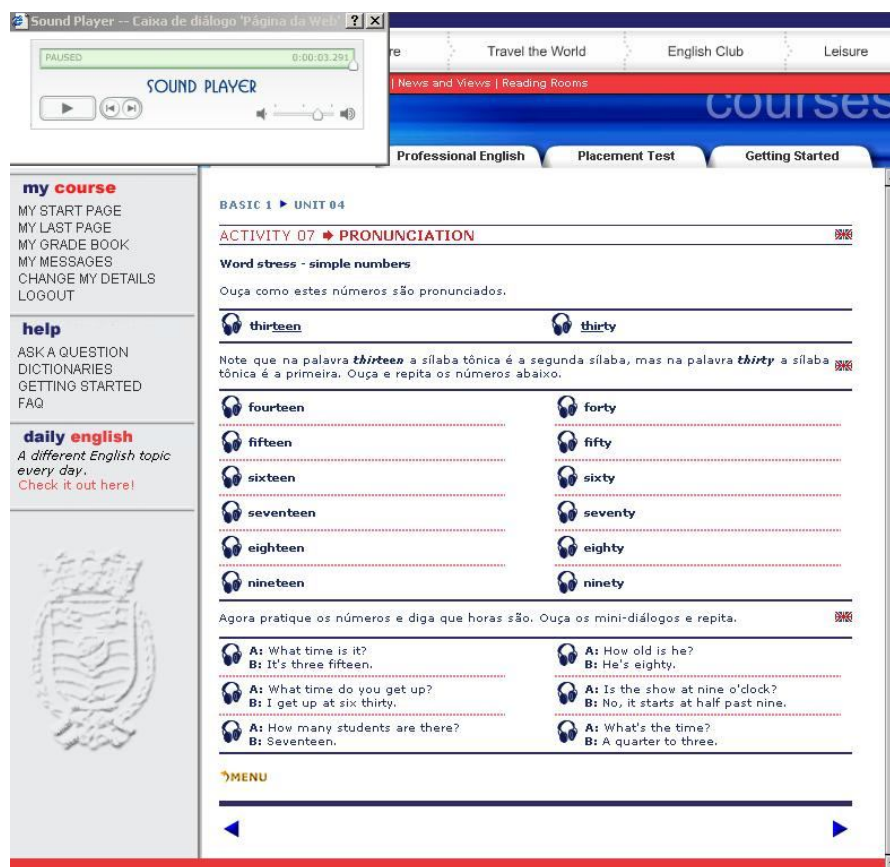 Sound Player -- Caixa de diálogo 'Página da Web'
PAUSED 0:00:03.291
SOUND PLAYER
re Travel the World English Club Leisure
| News and Views | Reading Rooms
courses
Professional English Placement Test Getting Started
my course
MY START PAGE
MY LAST PAGE
MY GRADE BOOK
MY MESSAGES
CHANGE MY DETAILS
LOGOUT
help
ASK A QUESTION
DICTIONARIES
GETTING STARTED
FAQ
daily english
A different English topic
every day.
Check it out here!
BASIC 1 UNIT 04
ACTIVITY 07 PRONUNCIATION
Word stress - simple numbers
Ouça como estes números são pronunciados.
thirteen thirty
Note que na palavra thirteen a sílaba tônica é a segunda sílaba, mas na palavra thirty a sílaba
tônica é a primeira. Ouça e repita os números abaixo.
fourteen forty
fifteen fifty
sixteen sixty
seventeen seventy
eighteen eighty
nineteen ninety
Agora pratique os números e diga que horas são. Ouça os mini-diálogos e repita.
A: What time is it?
B: It's three fifteen.
A: How old is he?
B: He's eighty.
A: What time do you get up?
B: I get up at six thirty.
A: Is the show at nine o'clock?
B: No, it starts at half past nine.
A: How many students are there?
B: Seventeen.
A: What's the time?
B: A quarter to three.
MENU